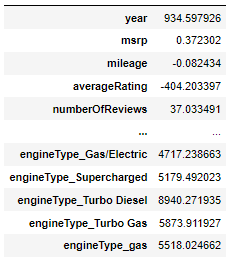 year 934.597926
msrp 0.372302
mileage -0.082434
averageRating -404.203397
numberOfReviews 37.033491
... ...
engineType_Gas/Electric 4717.238663
engineType_Supercharged 5179.492023
engineType_Turbo Diesel 8940.271935
engineType_Turbo Gas 5873.911927
engineType_gas 5518.024662